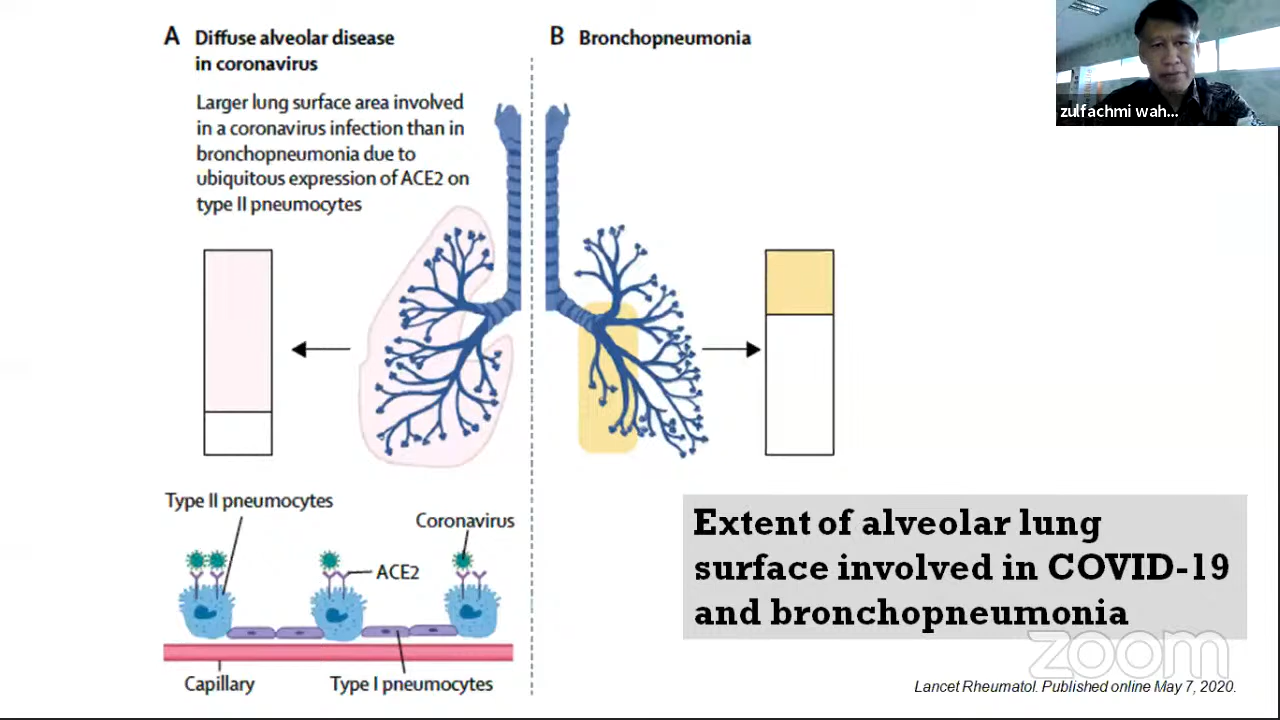 A Diffuse alveolar disease
in coronavirus
Larger lung surface area involved
in a coronavirus infection than in
bronchopneumonia due to
ubiquitous expression of ACE2 on
type II pneumocytes
B Bronchopneumonia
zulfachmi wah...
Type II pneumocytes
Coronavirus
ACE2
Capillary
Type I pneumocytes
Extent of alveolar lung
surface involved in COVID-19
and bronchopneumonia
zoom
Lancet Rheumatol. Published online May 7, 2020.